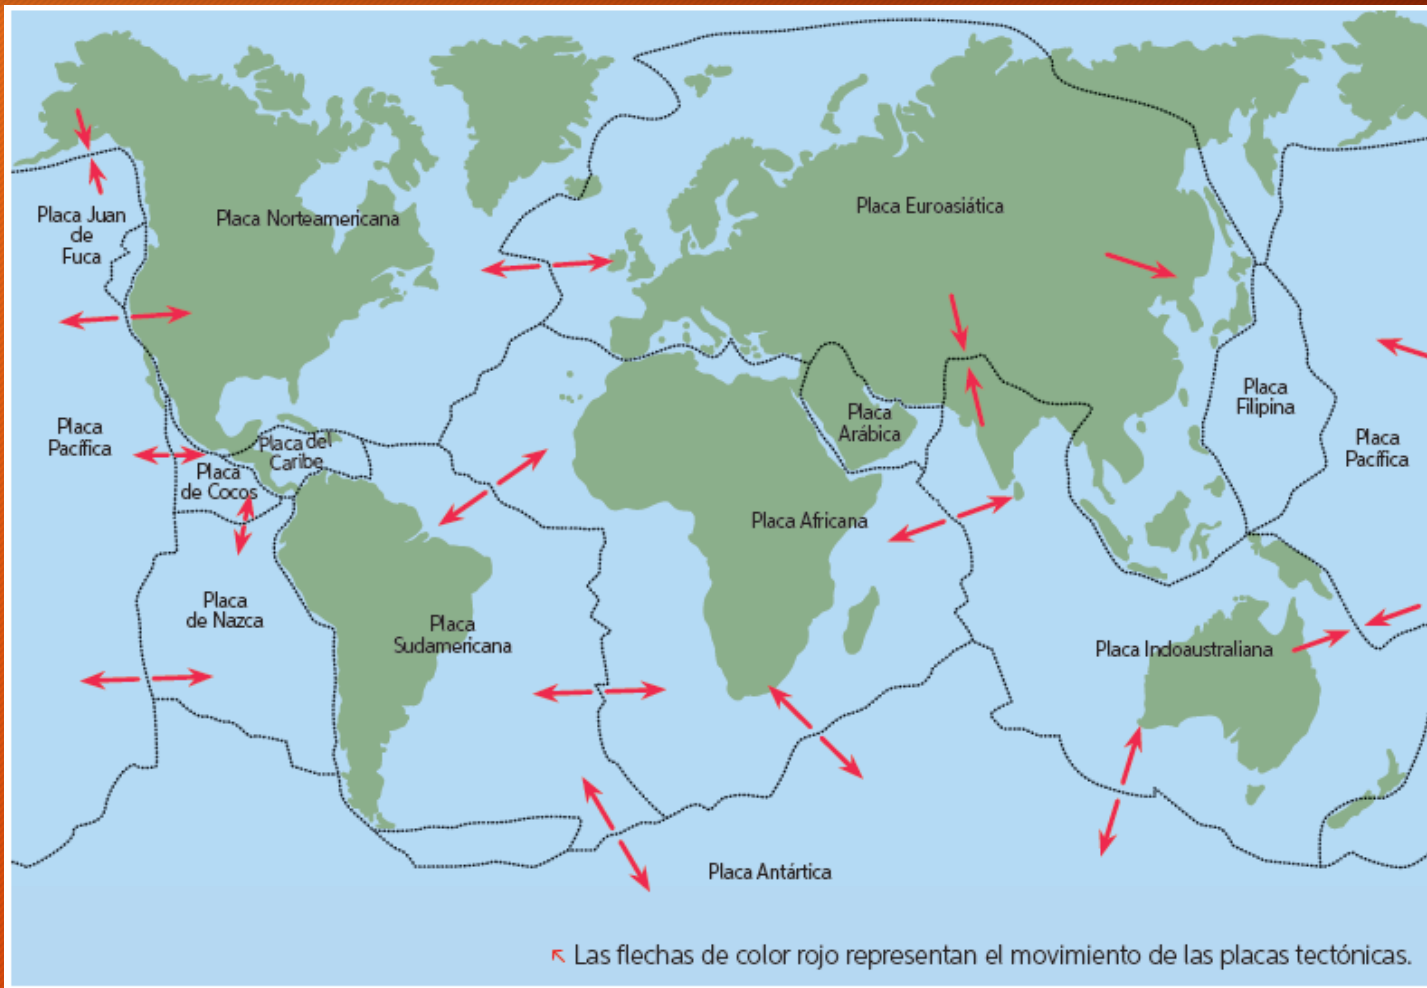 Placa Juan
de
Fuca
Placa Norteamericana
Placa Euroasiática
Placa
Pacífica
Placa del
Caribe
Placa
de Cocos
Placa
Arábica
Placa
Filipina
Placa
Pacífica
Placa Africana
Placa
de Nazca
Placa
Sudamericana
Placa Indoaustraliana
Placa Antártica
Las flechas de color rojo representan el movimiento de las placas tectónicas.